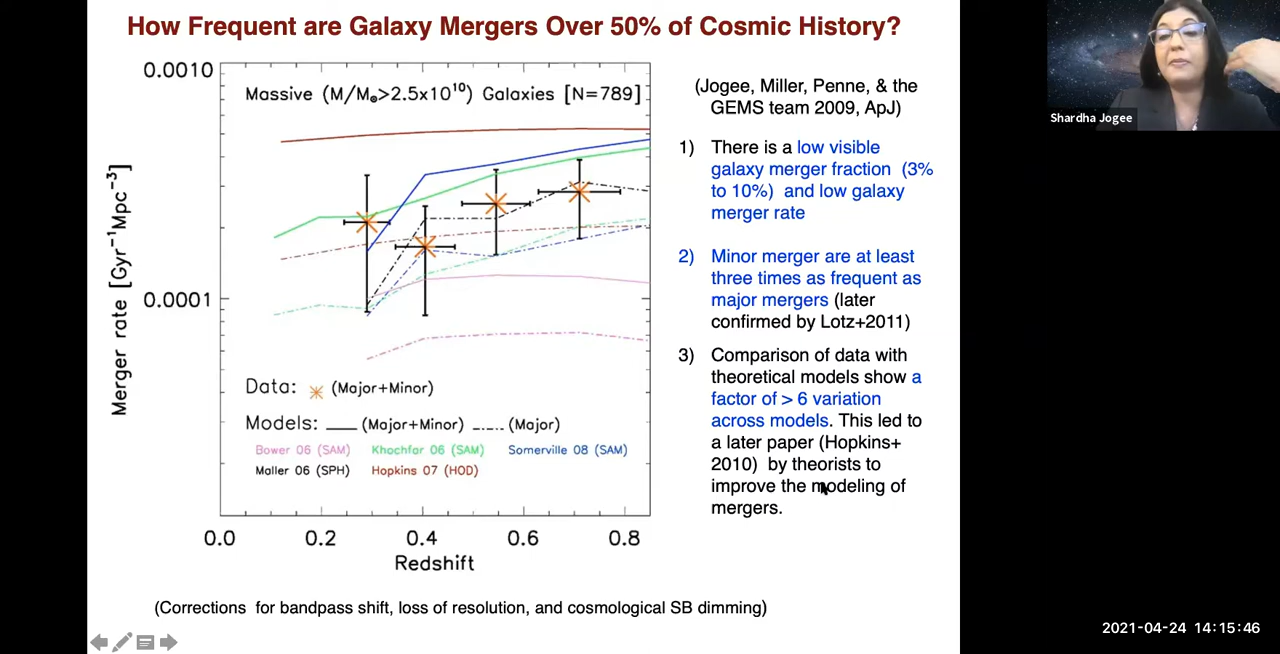 How Frequent are Galaxy Mergers Over 50% of Cosmic History?
0.0010
0.0001
Merger rate [Gyr⁻¹Mpc⁻³]
Massive (M/M☉>2.5x10¹⁰) Galaxies [N=789]
Data: (Major+Minor)
Models: (Major+Minor) (Major)
Bower 06 (SAM) Khochfar 06 (SAM) Somerville 08 (SAM)
Maller 06 (SPH) Hopkins 07 (HOD)
0.0 0.2 0.4 0.6 0.8
Redshift
(Corrections for bandpass shift, loss of resolution, and cosmological SB dimming)
(Jogee, Miller, Penne, & the
GEMS team 2009, ApJ)
1) There is a low visible
galaxy merger fraction (3%
to 10%) and low galaxy
merger rate
2) Minor merger are at least
three times as frequent as
major mergers (later
confirmed by Lotz+2011)
3) Comparison of data with
theoretical models show a
factor of > 6 variation
across models. This led to
a later paper (Hopkins+
2010) by theorists to
improve the modeling of
mergers.
Shardha Jogee
2021-04-24 14:15:46